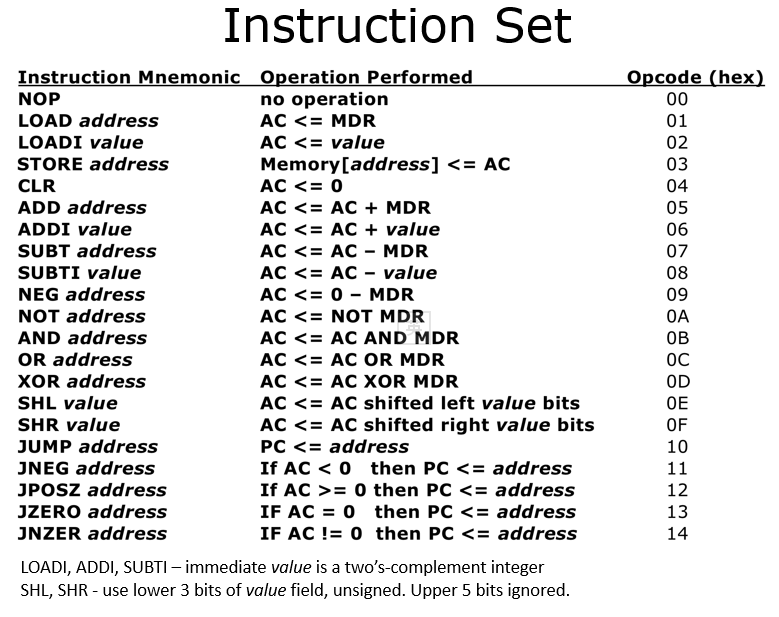 Instruction Set
Instruction Mnemonic Operation Performed Opcode (hex)
NOP no operation 00
LOAD address AC <= MDR 01
LOADI value AC <= value 02
STORE address Memory[address] <= AC 03
CLR AC <= 0 04
ADD address AC <= AC + MDR 05
ADDI value AC <= AC + value 06
SUBT address AC <= AC – MDR 07
SUBTI value AC <= AC – value 08
NEG address AC <= 0 – MDR 09
NOT address AC <= NOT MDR 0A
AND address AC <= AC AND MDR 0B
OR address AC <= AC OR MDR 0C
XOR address AC <= AC XOR MDR 0D
SHL value AC <= AC shifted left value bits 0E
SHR value AC <= AC shifted right value bits 0F
JUMP address PC <= address 10
JNEG address If AC < 0 then PC <= address 11
JPOSZ address If AC >= 0 then PC <= address 12
JZERO address IF AC = 0 then PC <= address 13
JNZER address IF AC != 0 then PC <= address 14
LOADI, ADDI, SUBTI – immediate value is a two's-complement integer
SHL, SHR - use lower 3 bits of value field, unsigned. Upper 5 bits ignored.